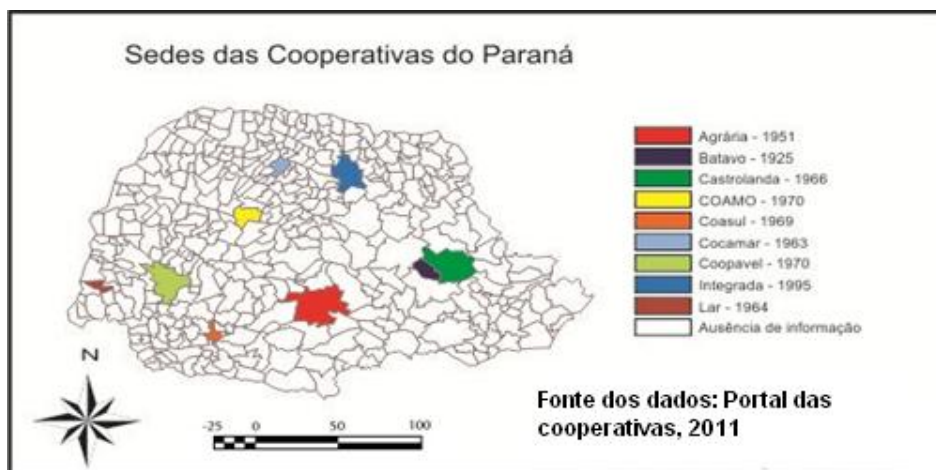 Sedes das Cooperativas do Paraná
Agrária - 1951
Batavo - 1925
Castrolanda - 1966
COAMO - 1970
Coasul - 1969
Cocamar - 1963
Coopavel - 1970
Integrada - 1995
Lar - 1964
Ausência de informação
N
-25 0 50 100
Fonte dos dados: Portal das
cooperativas, 2011